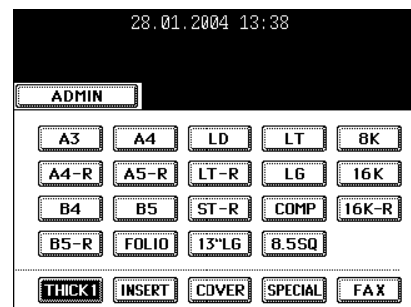 28.01.2004 13:38
ADMIN
A3 A4 LD LT 8K
A4-R A5-R LT-R LG 16K
B4 B5 ST-R COMP 16K-R
B5-R FOLIO 13"LG 8.5SQ
THICK1 INSERT COVER SPECIAL FAX